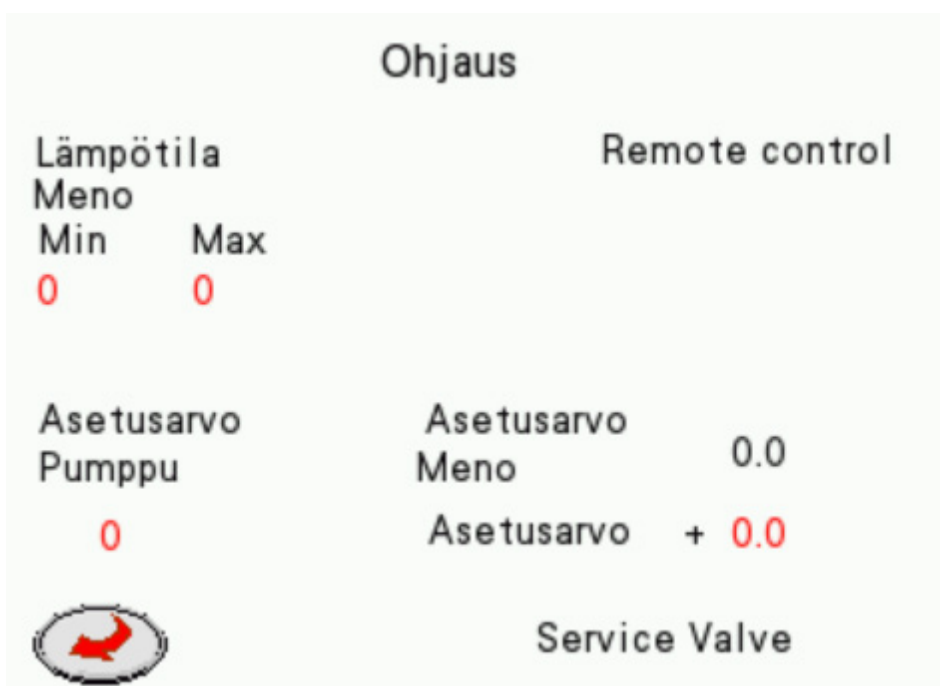 Ohjaus
Lämpötila
Meno
Min Max
0 0
Remote control
Asetusarvo
Pumppu
0
Asetusarvo
Meno 0.0
Asetusarvo + 0.0
Service Valve